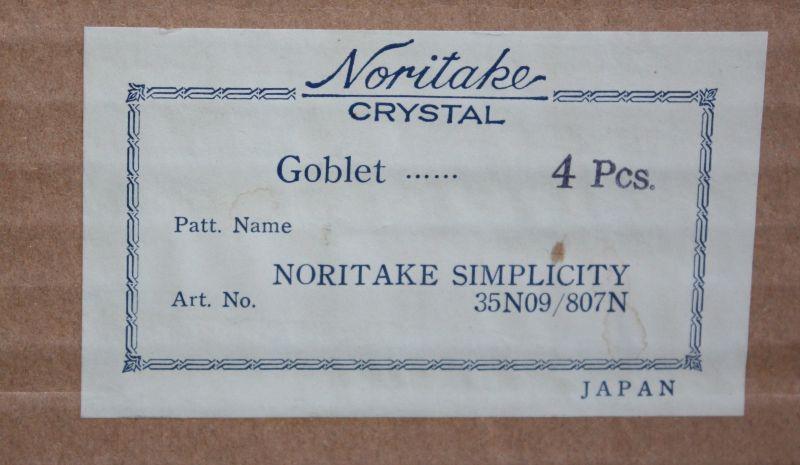 Noritake
CRYSTAL
Goblet ...... 4 Pcs.
Patt. Name
NORITAKE SIMPLICITY
Art. No. 35N09/807N
JAPAN